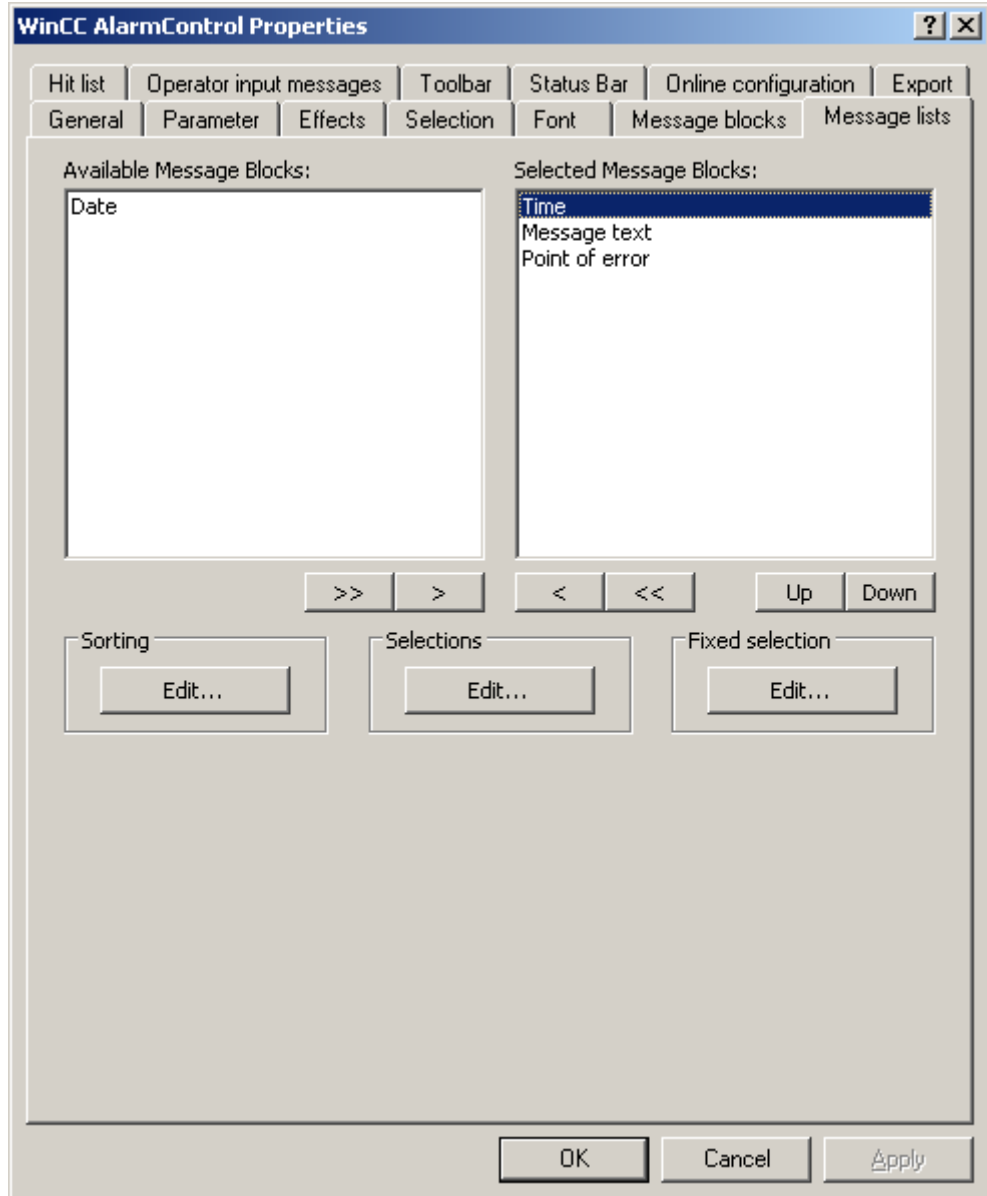 WinCC AlarmControl Properties
?
Hit list Operator input messages Toolbar Status Bar Online configuration Export
General Parameter Effects Selection Font Message blocks Message lists
Available Message Blocks: Selected Message Blocks:
Date Time
Message text
Point of error
>> > < << Up Down
Sorting Selections Fixed selection
Edit... Edit... Edit...
OK Cancel Apply